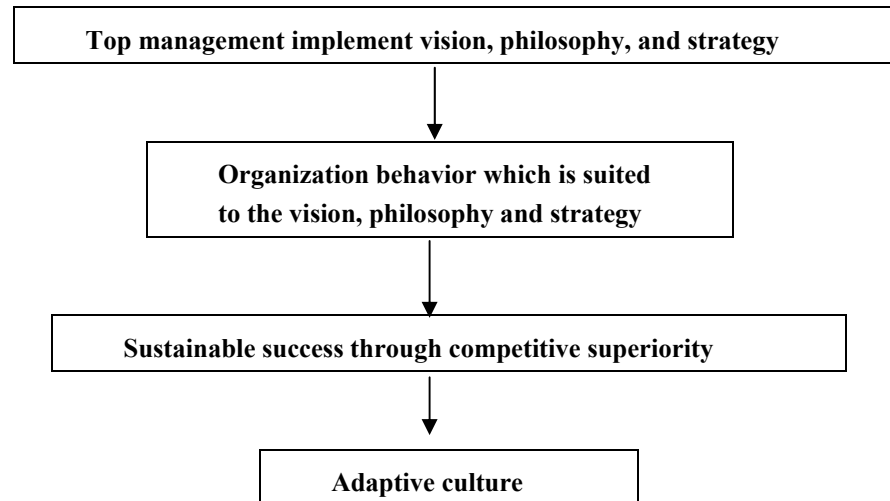 Top management implement vision, philosophy, and strategy
Organization behavior which is suited
to the vision, philosophy and strategy
Sustainable success through competitive superiority
Adaptive culture